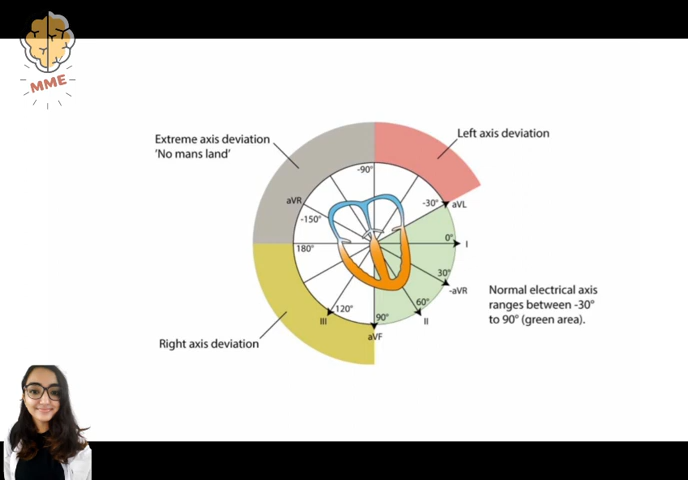 MME
Extreme axis deviation
'No mans land'
Left axis deviation
-90°
aVR
-150°
-30°
aVL
180°
0°
I
30°
-aVR
Normal electrical axis
ranges between -30°
to 90° (green area).
60°
II
120°
III
90°
aVF
Right axis deviation